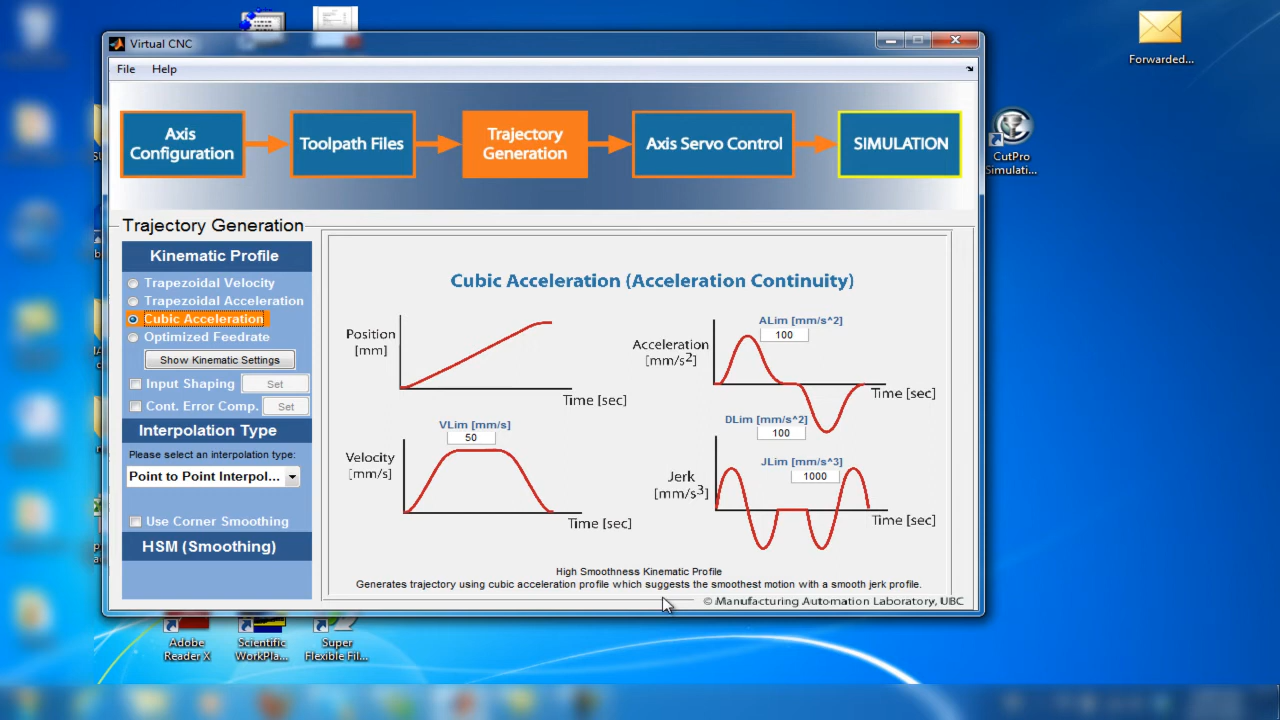 Virtual CNC
Forwarded...
File Help
Axis
Configuration
Toolpath Files
Trajectory
Generation
Axis Servo Control
SIMULATION
CutPro
Simulati...
Trajectory Generation
Kinematic Profile
Trapezoidal Velocity
Trapezoidal Acceleration
Cubic Acceleration
Optimized Feedrate
Show Kinematic Settings
Input Shaping
Set
Cont. Error Comp.
Set
Interpolation Type
Please select an interpolation type:
Point to Point Interpol...
Use Corner Smoothing
HSM (Smoothing)
Cubic Acceleration (Acceleration Continuity)
Position
[mm]
Time [sec]
ALim [mm/s^2]
100
Acceleration
[mm/s2]
Time [sec]
DLim [mm/s^2]
100
VLim [mm/s]
50
Velocity
[mm/s]
Time [sec]
JLim [mm/s^3]
1000
Jerk
[mm/s3]
Time [sec]
High Smoothness Kinematic Profile
Generates trajectory using cubic acceleration profile which suggests the smoothest motion with a smooth jerk profile.
© Manufacturing Automation Laboratory, UBC
Adobe
Reader X
Scientific
WorkPla...
Super
Flexible Fil...